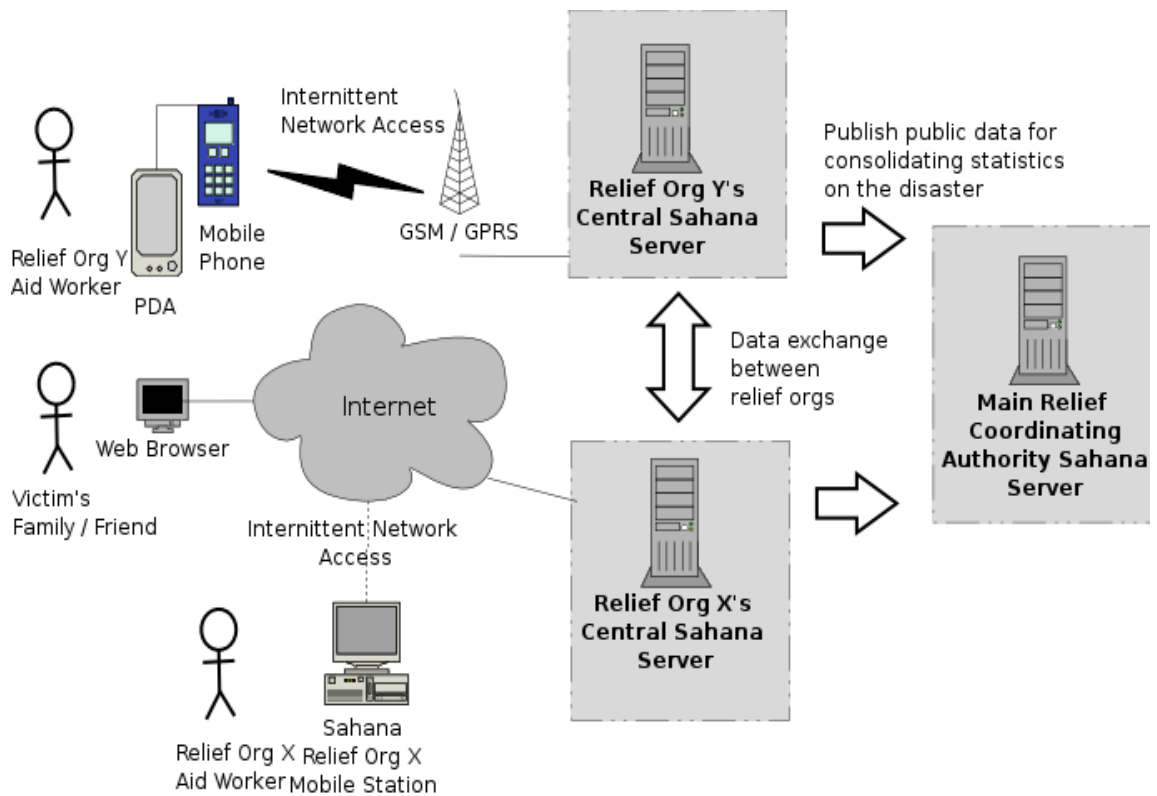 Internittent
Network Access
Relief Org Y
Aid Worker
PDA
Mobile
Phone
GSM / GPRS
Relief Org Y's
Central Sahana
Server
Publish public data for
consolidating statistics
on the disaster
Victim's
Family / Friend
Web Browser
Internet
Data exchange
between
relief orgs
Main Relief
Coordinating
Authority Sahana
Server
Internittent Network
Access
Relief Org X's
Central Sahana
Server
Relief Org X
Aid Worker
Sahana
Relief Org X
Mobile Station